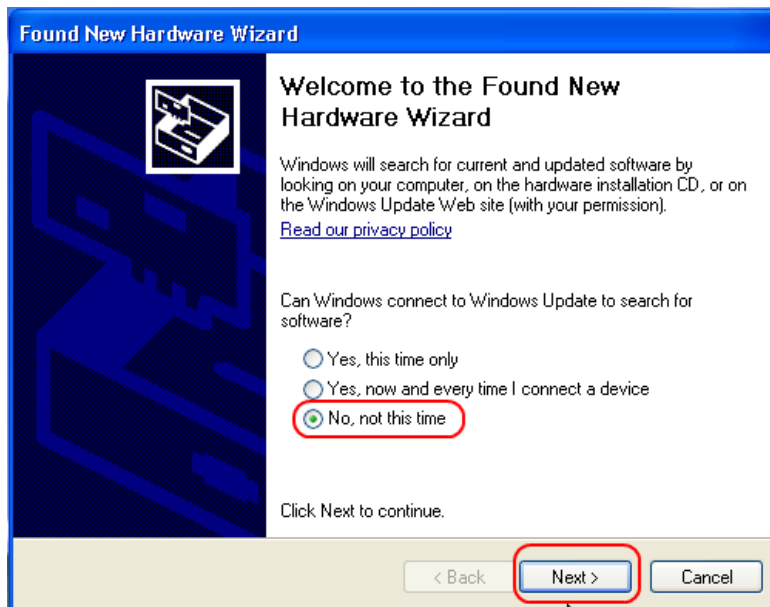 Found New Hardware Wizard
Welcome to the Found New
Hardware Wizard
Windows will search for current and updated software by
looking on your computer, on the hardware installation CD, or on
the Windows Update Web site (with your permission).
Read our privacy policy
Can Windows connect to Windows Update to search for
software?
Yes, this time only
Yes, now and every time I connect a device
No, not this time
Click Next to continue.
< Back
Next >
Cancel